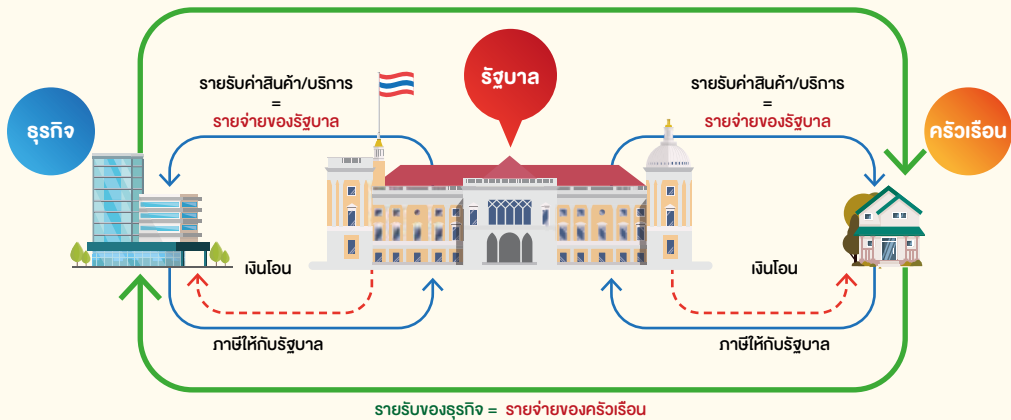 รัฐบาล
รายรับค่าสินค้า/บริการ
=
รายจ่ายของรัฐบาล
รายรับค่าสินค้า/บริการ
=
รายจ่ายของรัฐบาล
ธุรกิจ
ครัวเรือน
เงินโอน
เงินโอน
ภาษีให้กับรัฐบาล
ภาษีให้กับรัฐบาล
รายรับของธุรกิจ = รายจ่ายของครัวเรือน